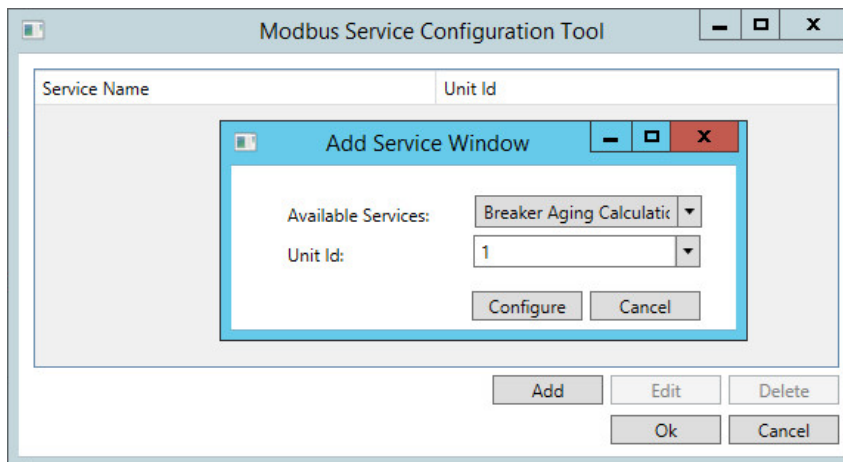 Modbus Service Configuration Tool
Service Name Unit Id
Add Service Window
Available Services: Breaker Aging Calculatic
Unit Id: 1
Configure Cancel
Add Edit Delete
Ok Cancel